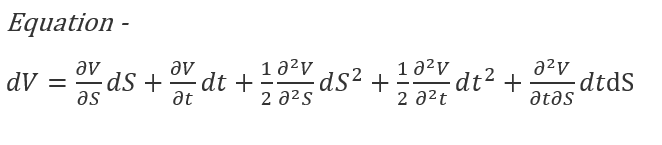 Equation -
dV = ∂V/∂S dS + ∂V/∂t dt + 1/2 ∂²V/∂²S dS² + 1/2 ∂²V/∂²t dt² + ∂²V/∂t∂S dtdS